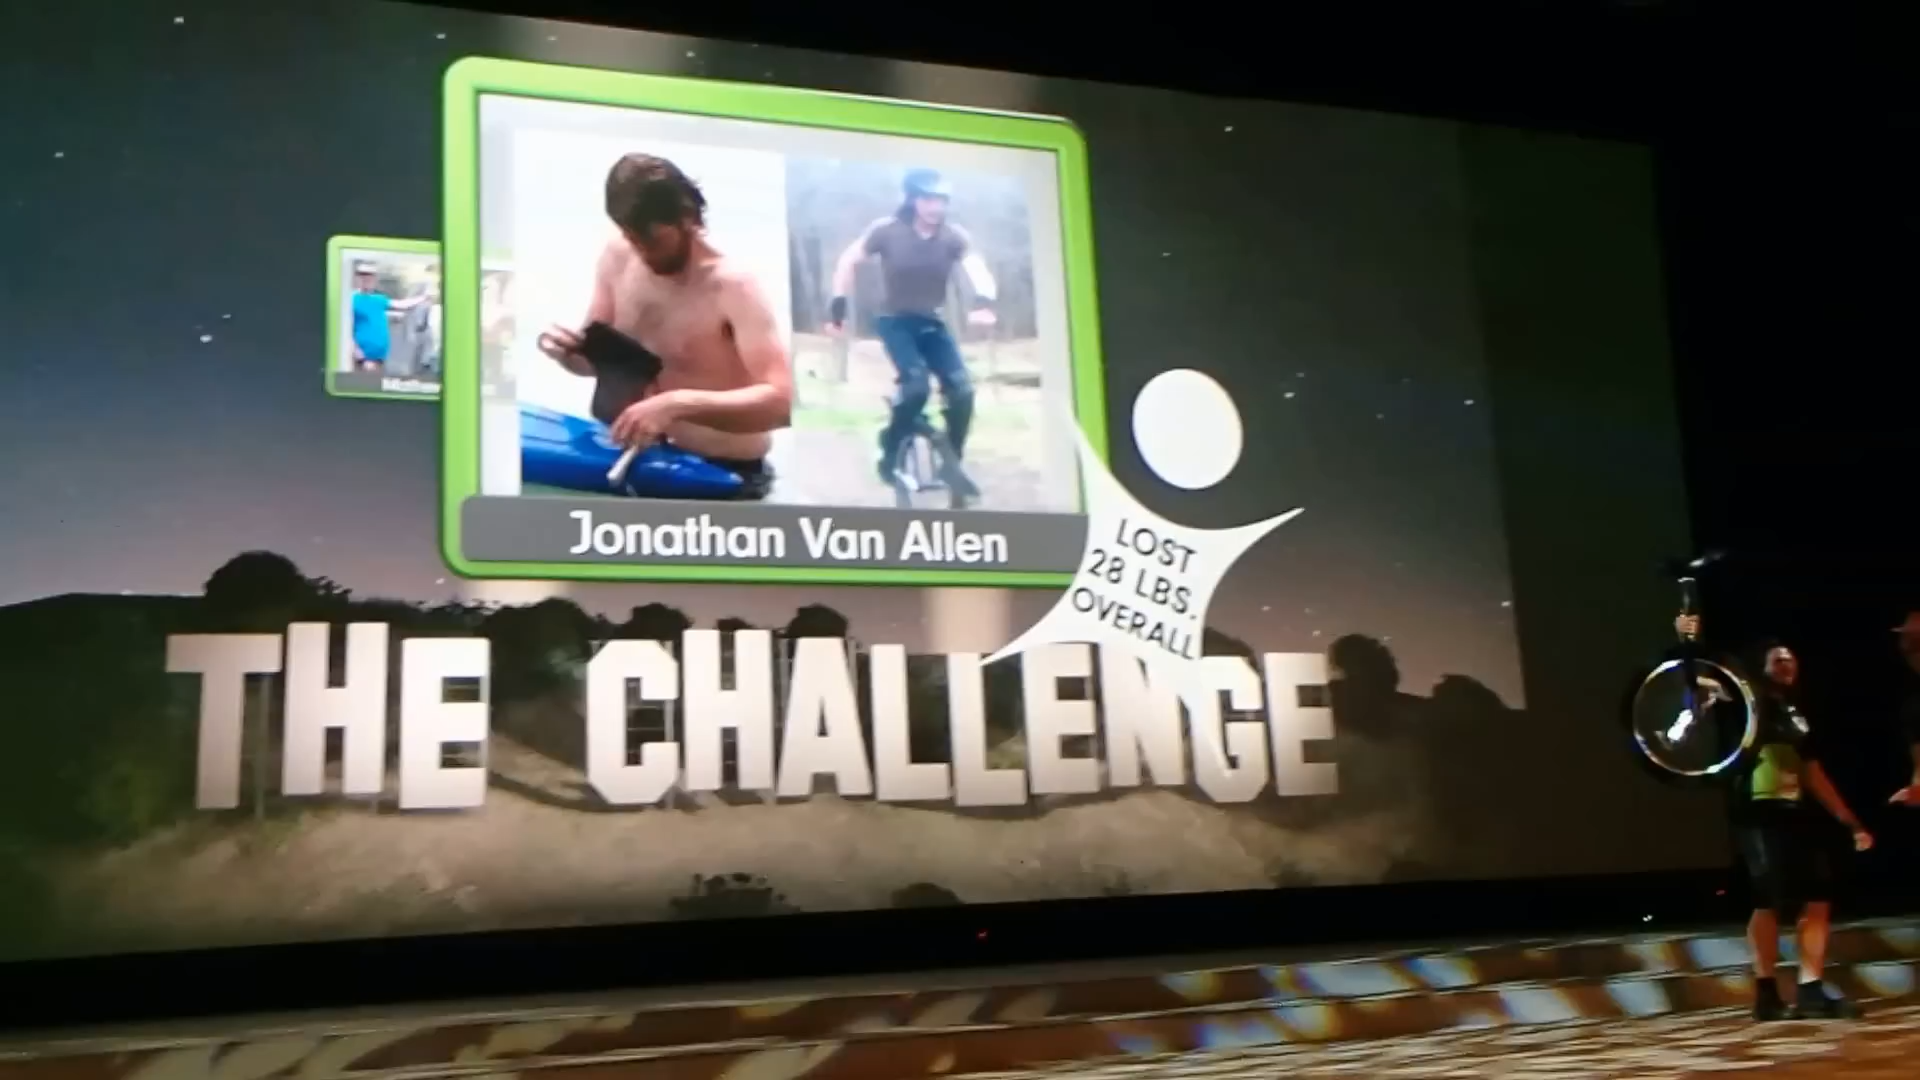 Jonathan Van Allen
LOST
28 LBS.
OVERALL
THE CHALLENGE